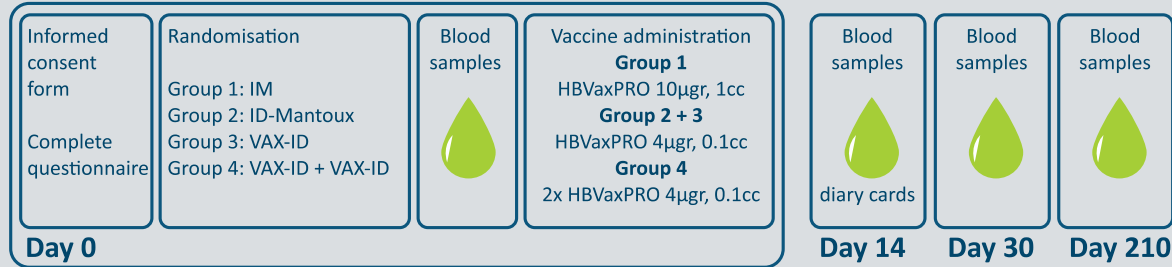 Informed
consent
form
Complete
questionnaire
Randomisation
Group 1: IM
Group 2: ID-Mantoux
Group 3: VAX-ID
Group 4: VAX-ID + VAX-ID
Blood
samples
Vaccine administration
Group 1
HBVaxPRO 10µgr, 1cc
Group 2 + 3
HBVaxPRO 4µgr, 0.1cc
Group 4
2x HBVaxPRO 4µgr, 0.1cc
Day 0
Blood
samples
diary cards
Day 14
Blood
samples
Day 30
Blood
samples
Day 210